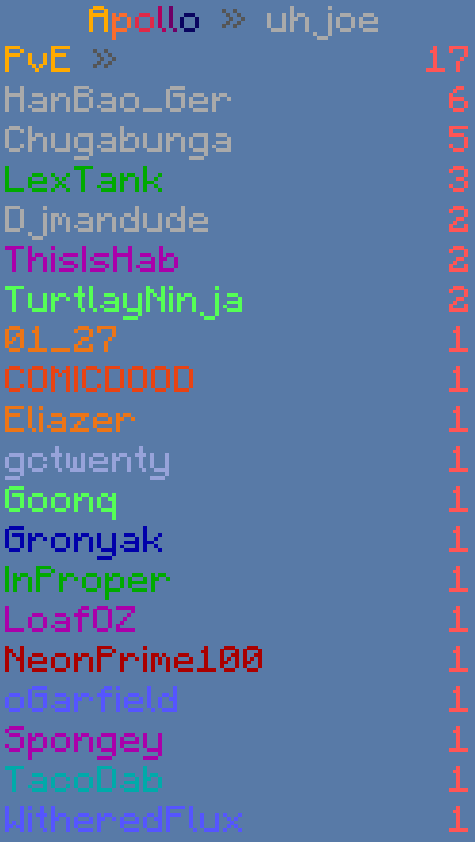 Apollo » uh_joe
PvE » 17
HanBao_Ger 6
Chugabunga 5
LexTank 3
Djmandude 2
ThisIsHab 2
TurtlayNinja 2
01_27 1
COMICDOOD 1
Eliazer 1
gctwenty 1
Goonq 1
Gronyak 1
InProper 1
LoafOZ 1
NeonPrime100 1
oGarfield 1
Spongey 1
TacoDab 1
WitheredFlux 1